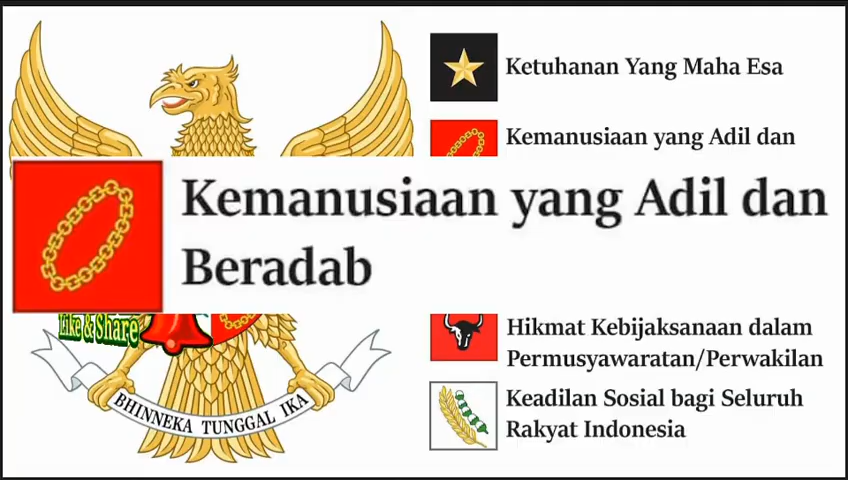 Ketuhanan Yang Maha Esa
Kemanusiaan yang Adil dan
Kemanusiaan yang Adil dan
Beradab
Like & Share
Hikmat Kebijaksanaan dalam
Permusyawaratan/Perwakilan
BHINNEKA TUNGGAL IKA
Keadilan Sosial bagi Seluruh
Rakyat Indonesia